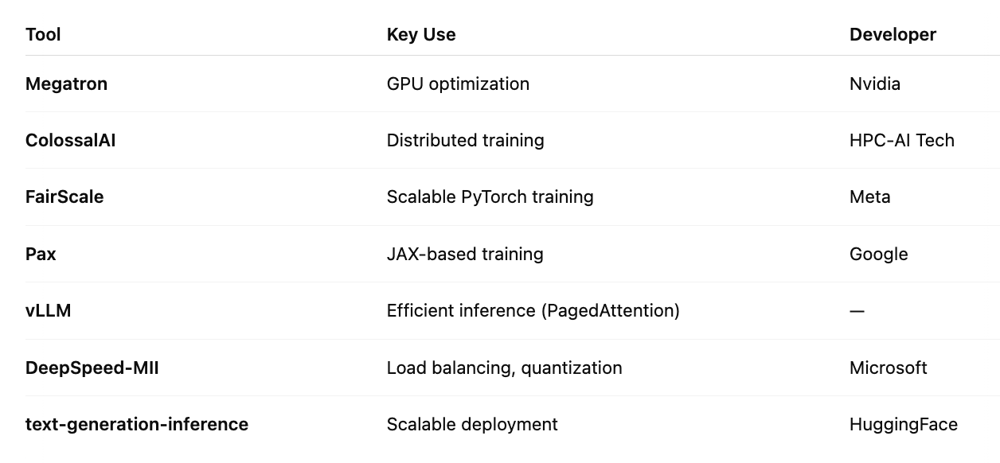 Tool Key Use Developer
Megatron GPU optimization Nvidia
ColossalAI Distributed training HPC-AI Tech
FairScale Scalable PyTorch training Meta
Pax JAX-based training Google
vLLM Efficient inference (PagedAttention) —
DeepSpeed-MII Load balancing, quantization Microsoft
text-generation-inference Scalable deployment HuggingFace